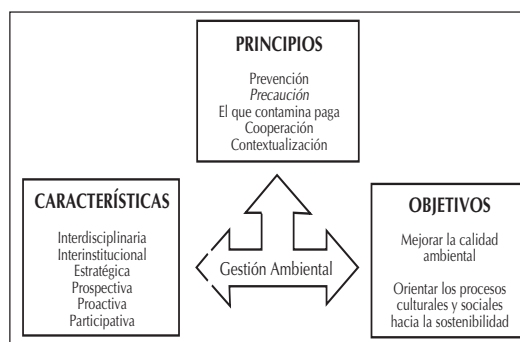 PRINCIPIOS
Prevención
Precaución
El que contamina paga
Cooperación
Contextualización
CARACTERÍSTICAS
Interdisciplinaria
Interinstitucional
Estratégica
Prospectiva
Proactiva
Participativa
Gestión Ambiental
OBJETIVOS
Mejorar la calidad
ambiental
Orientar los procesos
culturales y sociales
hacia la sostenibilidad